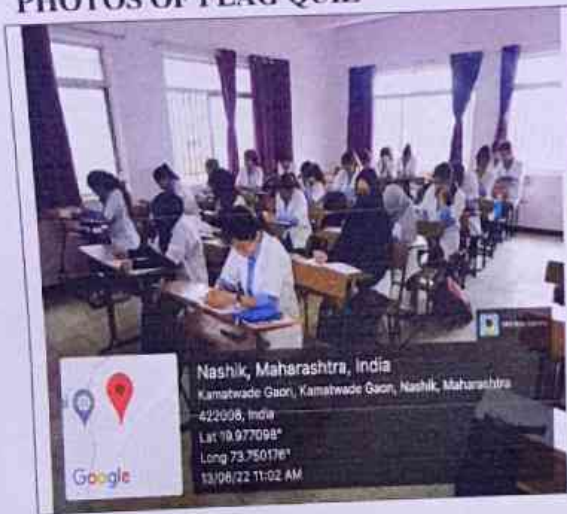 PHOTOS OF FLAG QUIZ
Nashik, Maharashtra, India
Kamatwade Gaon, Kamatwade Gaon, Nashik, Maharashtra
422008, India
Lat 19.977098°
Long 73.750176°
13/08/22 11:02 AM
Google